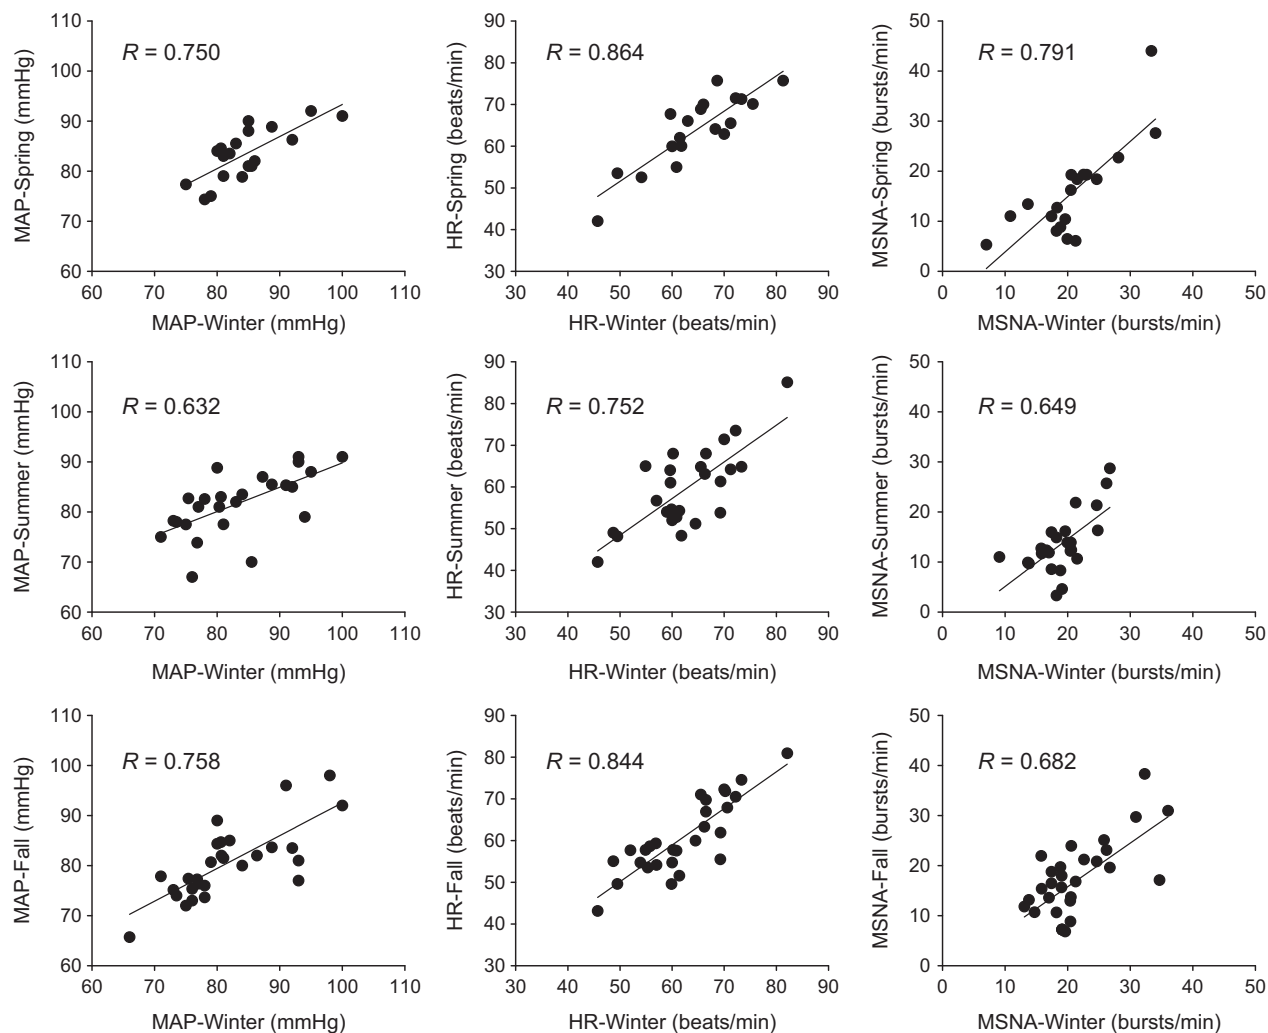 MAP-Spring (mmHg)
110
100
90
80
70
60
R = 0.750
60 70 80 90 100 110
MAP-Winter (mmHg)
HR-Spring (beats/min)
90
80
70
60
50
40
30
R = 0.864
30 40 50 60 70 80 90
HR-Winter (beats/min)
MSNA-Spring (bursts/min)
50
40
30
20
10
0
R = 0.791
0 10 20 30 40 50
MSNA-Winter (bursts/min)
MAP-Summer (mmHg)
110
100
90
80
70
60
R = 0.632
60 70 80 90 100 110
MAP-Winter (mmHg)
HR-Summer (beats/min)
90
80
70
60
50
40
30
R = 0.752
30 40 50 60 70 80 90
HR-Winter (beats/min)
MSNA-Summer (bursts/min)
50
40
30
20
10
0
R = 0.649
0 10 20 30 40 50
MSNA-Winter (bursts/min)
MAP-Fall (mmHg)
110
100
90
80
70
60
R = 0.758
60 70 80 90 100 110
MAP-Winter (mmHg)
HR-Fall (beats/min)
90
80
70
60
50
40
30
R = 0.844
30 40 50 60 70 80 90
HR-Winter (beats/min)
MSNA-Fall (bursts/min)
50
40
30
20
10
0
R = 0.682
0 10 20 30 40 50
MSNA-Winter (bursts/min)